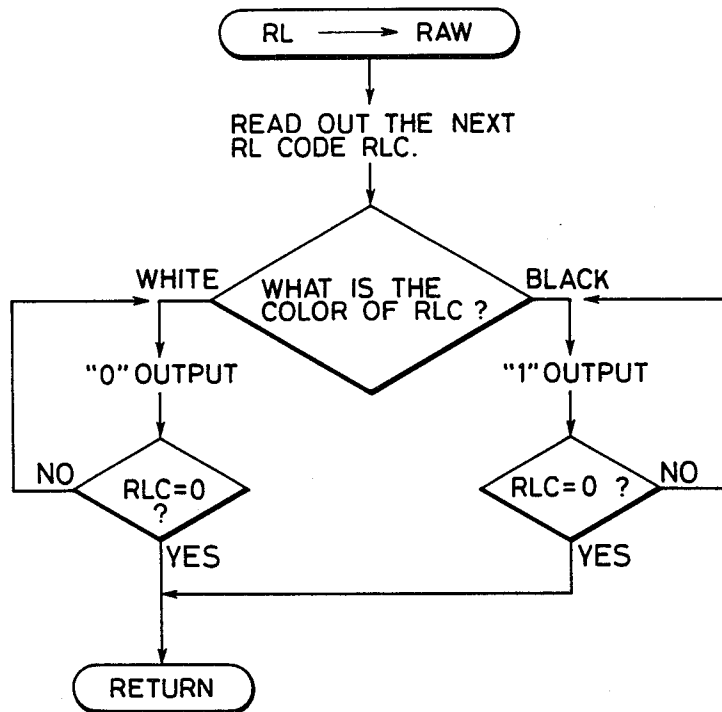 RL → RAW
READ OUT THE NEXT
RL CODE RLC.
WHAT IS THE
COLOR OF RLC ?
WHITE
BLACK
"0" OUTPUT
"1" OUTPUT
RLC=0
?
NO
YES
RLC=0 ?
NO
YES
RETURN